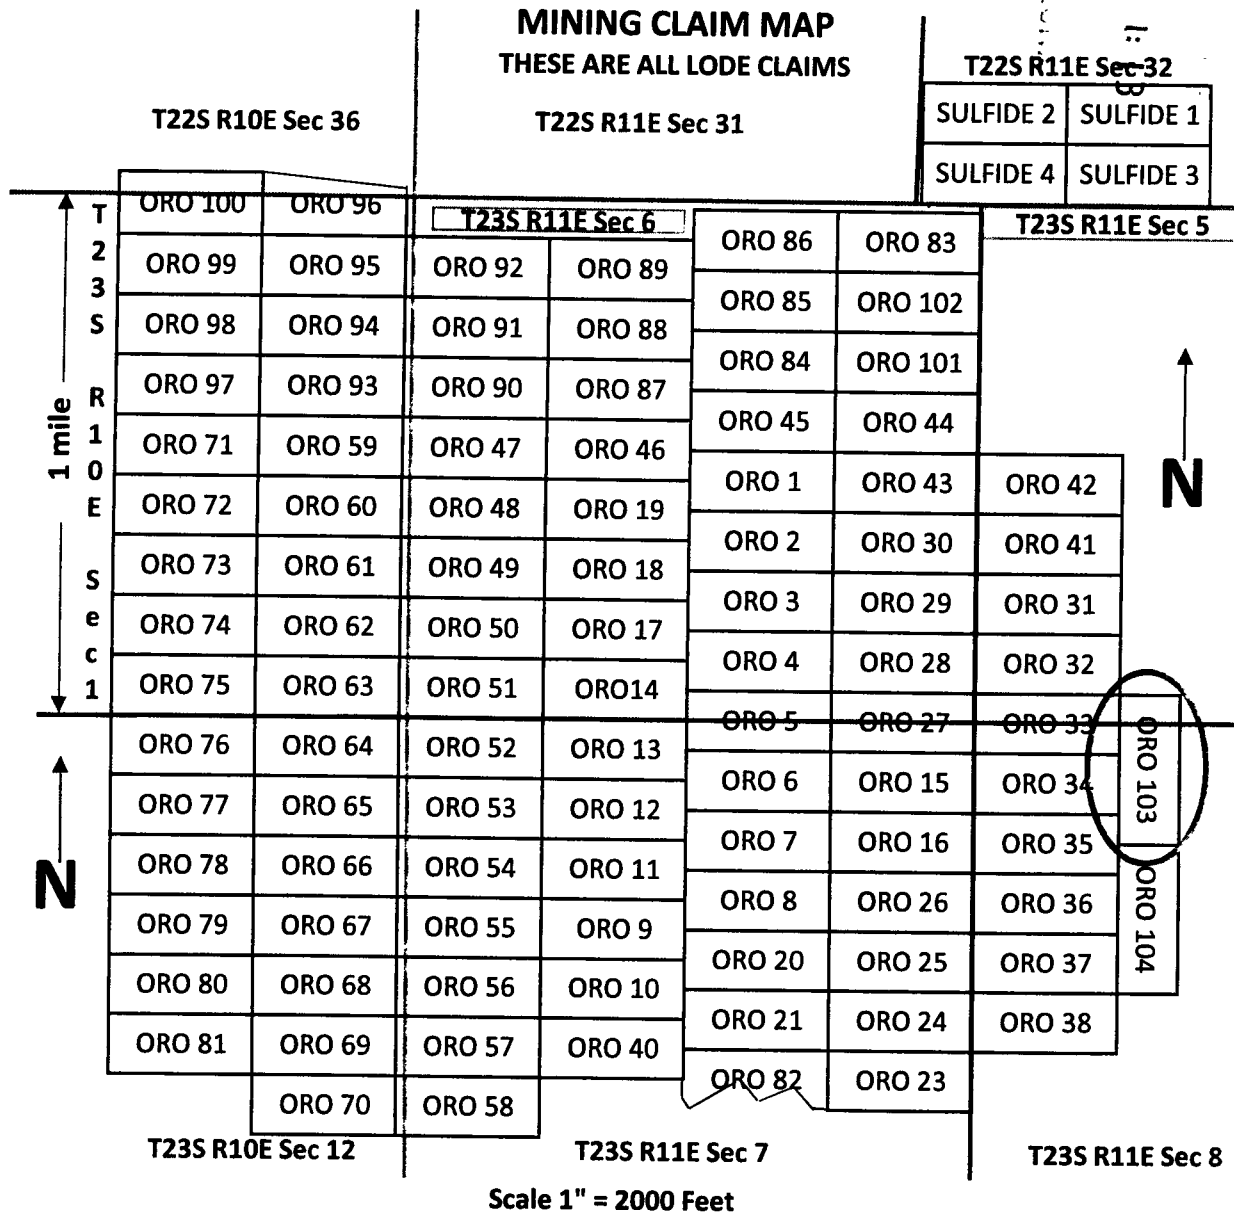 MINING CLAIM MAP
THESE ARE ALL LODE CLAIMS
T22S R11E Sec 32
T22S R10E Sec 36
T22S R11E Sec 31
SULFIDE 2 SULFIDE 1
SULFIDE 4 SULFIDE 3
T23S R11E Sec 6
T23S R11E Sec 5
T23S R10E Sec1
1 mile
ORO 100 ORO 96
ORO 86 ORO 83
ORO 99 ORO 95 ORO 92 ORO 89
ORO 85 ORO 102
ORO 98 ORO 94 ORO 91 ORO 88
ORO 84 ORO 101
ORO 97 ORO 93 ORO 90 ORO 87
ORO 45 ORO 44
ORO 71 ORO 59 ORO 47 ORO 46
ORO 1 ORO 43 ORO 42
N
ORO 72 ORO 60 ORO 48 ORO 19
ORO 2 ORO 30 ORO 41
ORO 73 ORO 61 ORO 49 ORO 18
ORO 3 ORO 29 ORO 31
ORO 74 ORO 62 ORO 50 ORO 17
ORO 4 ORO 28 ORO 32
ORO 75 ORO 63 ORO 51 ORO14
ORO 5 ORO 27 ORO 33
ORO 103
ORO 76 ORO 64 ORO 52 ORO 13
ORO 6 ORO 15 ORO 34
ORO 77 ORO 65 ORO 53 ORO 12
ORO 7 ORO 16 ORO 35
N
ORO 78 ORO 66 ORO 54 ORO 11
ORO 8 ORO 26 ORO 36
ORO 104
ORO 79 ORO 67 ORO 55 ORO 9
ORO 20 ORO 25 ORO 37
ORO 80 ORO 68 ORO 56 ORO 10
ORO 21 ORO 24 ORO 38
ORO 81 ORO 69 ORO 57 ORO 40
ORO 82 ORO 23
ORO 70 ORO 58
T23S R10E Sec 12
T23S R11E Sec 7
T23S R11E Sec 8
Scale 1" = 2000 Feet